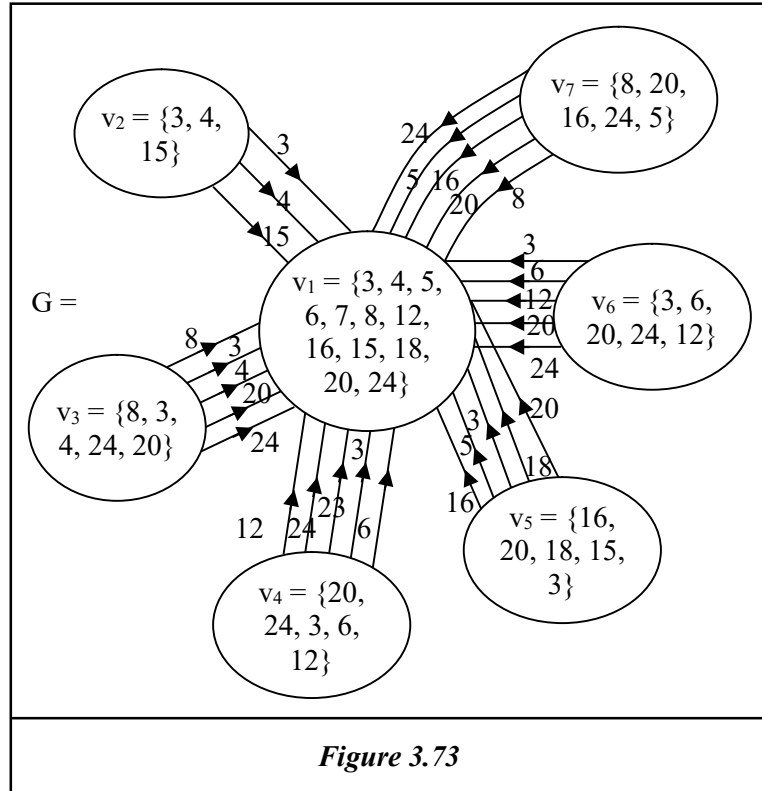 v₂ = {3, 4,
15}
3
4
15
v₇ = {8, 20,
16, 24, 5}
24
5
16
20
8
G =
v₁ = {3, 4, 5,
6, 7, 8, 12,
16, 15, 18,
20, 24}
3
6
12
20
24
v₆ = {3, 6,
20, 24, 12}
8
3
4
20
24
v₃ = {8, 3,
4, 24, 20}
20
3
5
18
16
v₅ = {16,
20, 18, 15,
3}
3
23
12
24
6
v₄ = {20,
24, 3, 6,
12}
Figure 3.73